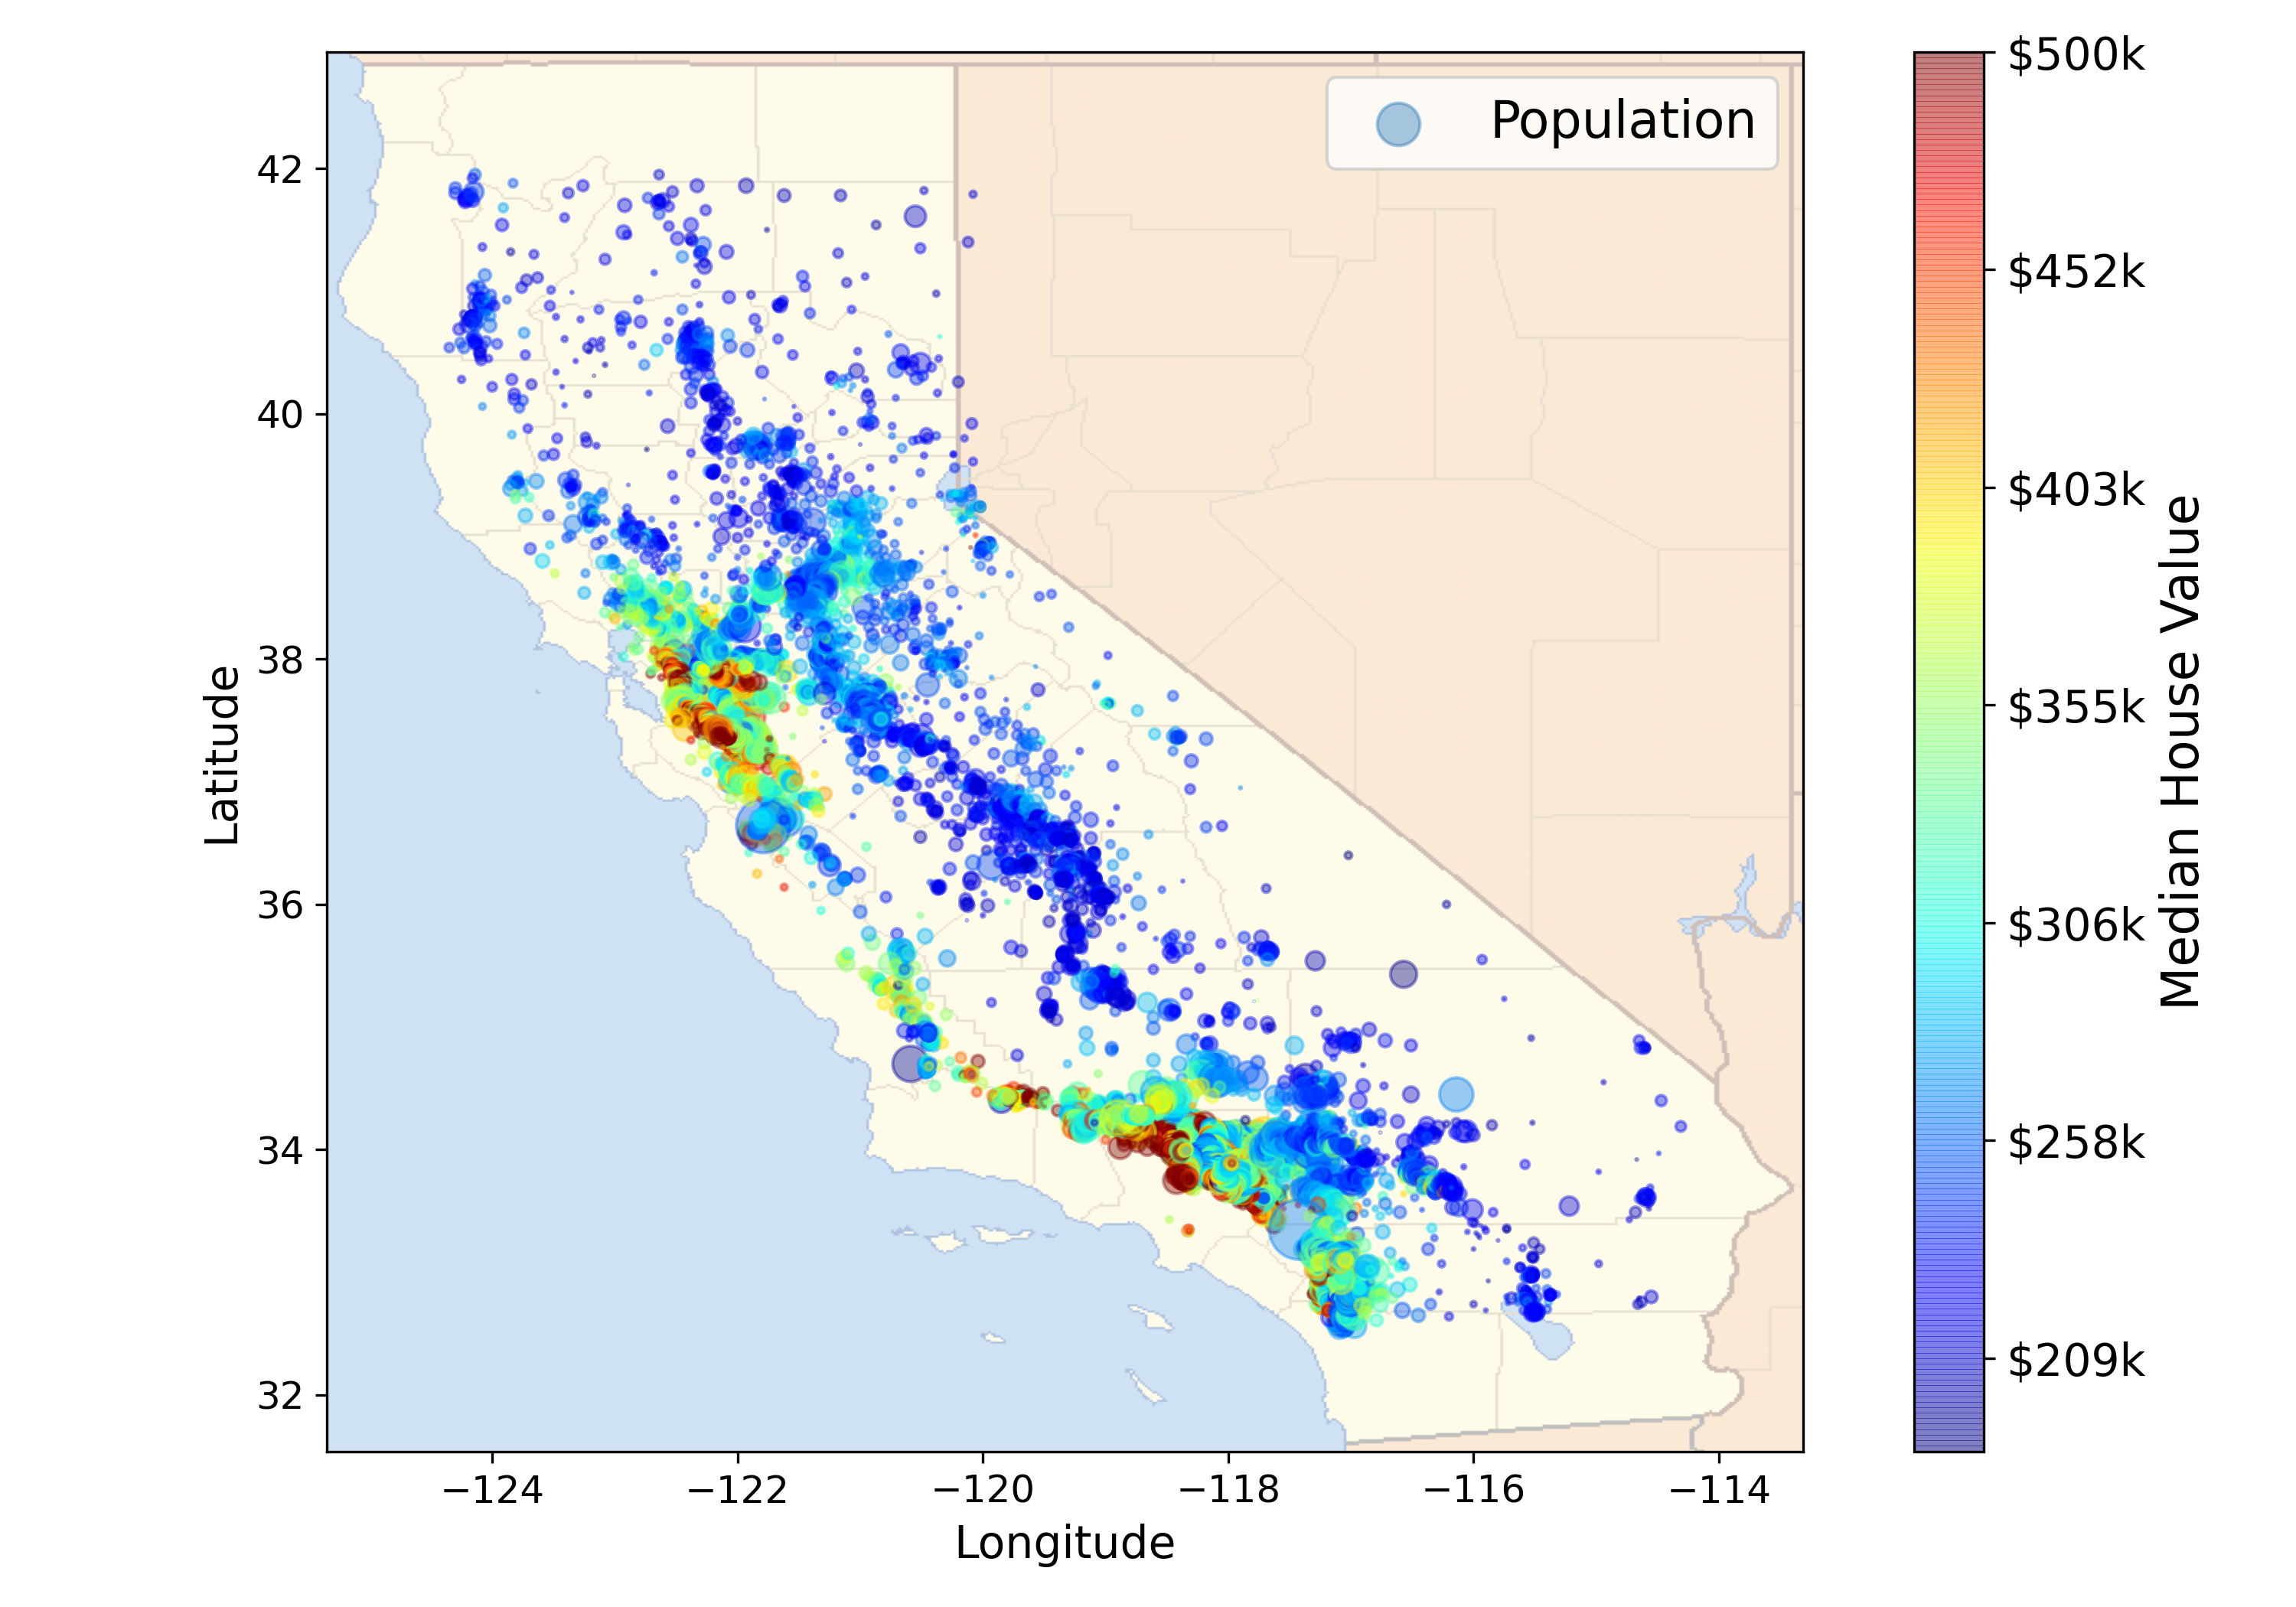 Population
Latitude
42
40
38
36
34
32
−124
−122
−120
−118
−116
−114
Longitude
$500k
$452k
$403k
$355k
$306k
$258k
$209k
Median House Value